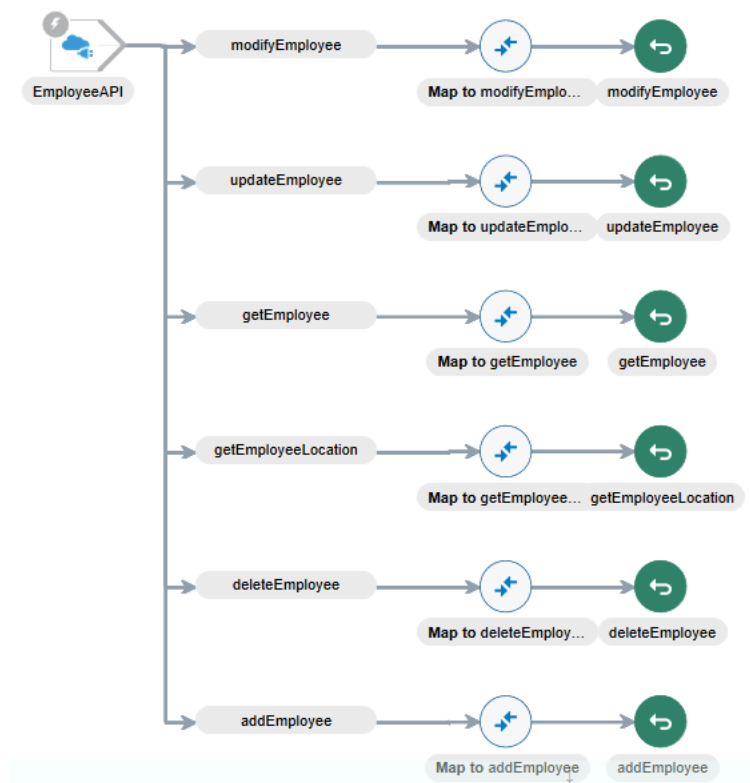 modifyEmployee
EmployeeAPI
Map to modifyEmplo...
modifyEmployee
updateEmployee
Map to updateEmplo...
updateEmployee
getEmployee
Map to getEmployee
getEmployee
getEmployeeLocation
Map to getEmployee...
getEmployeeLocation
deleteEmployee
Map to deleteEmploy...
deleteEmployee
addEmployee
Map to addEmployee
addEmployee